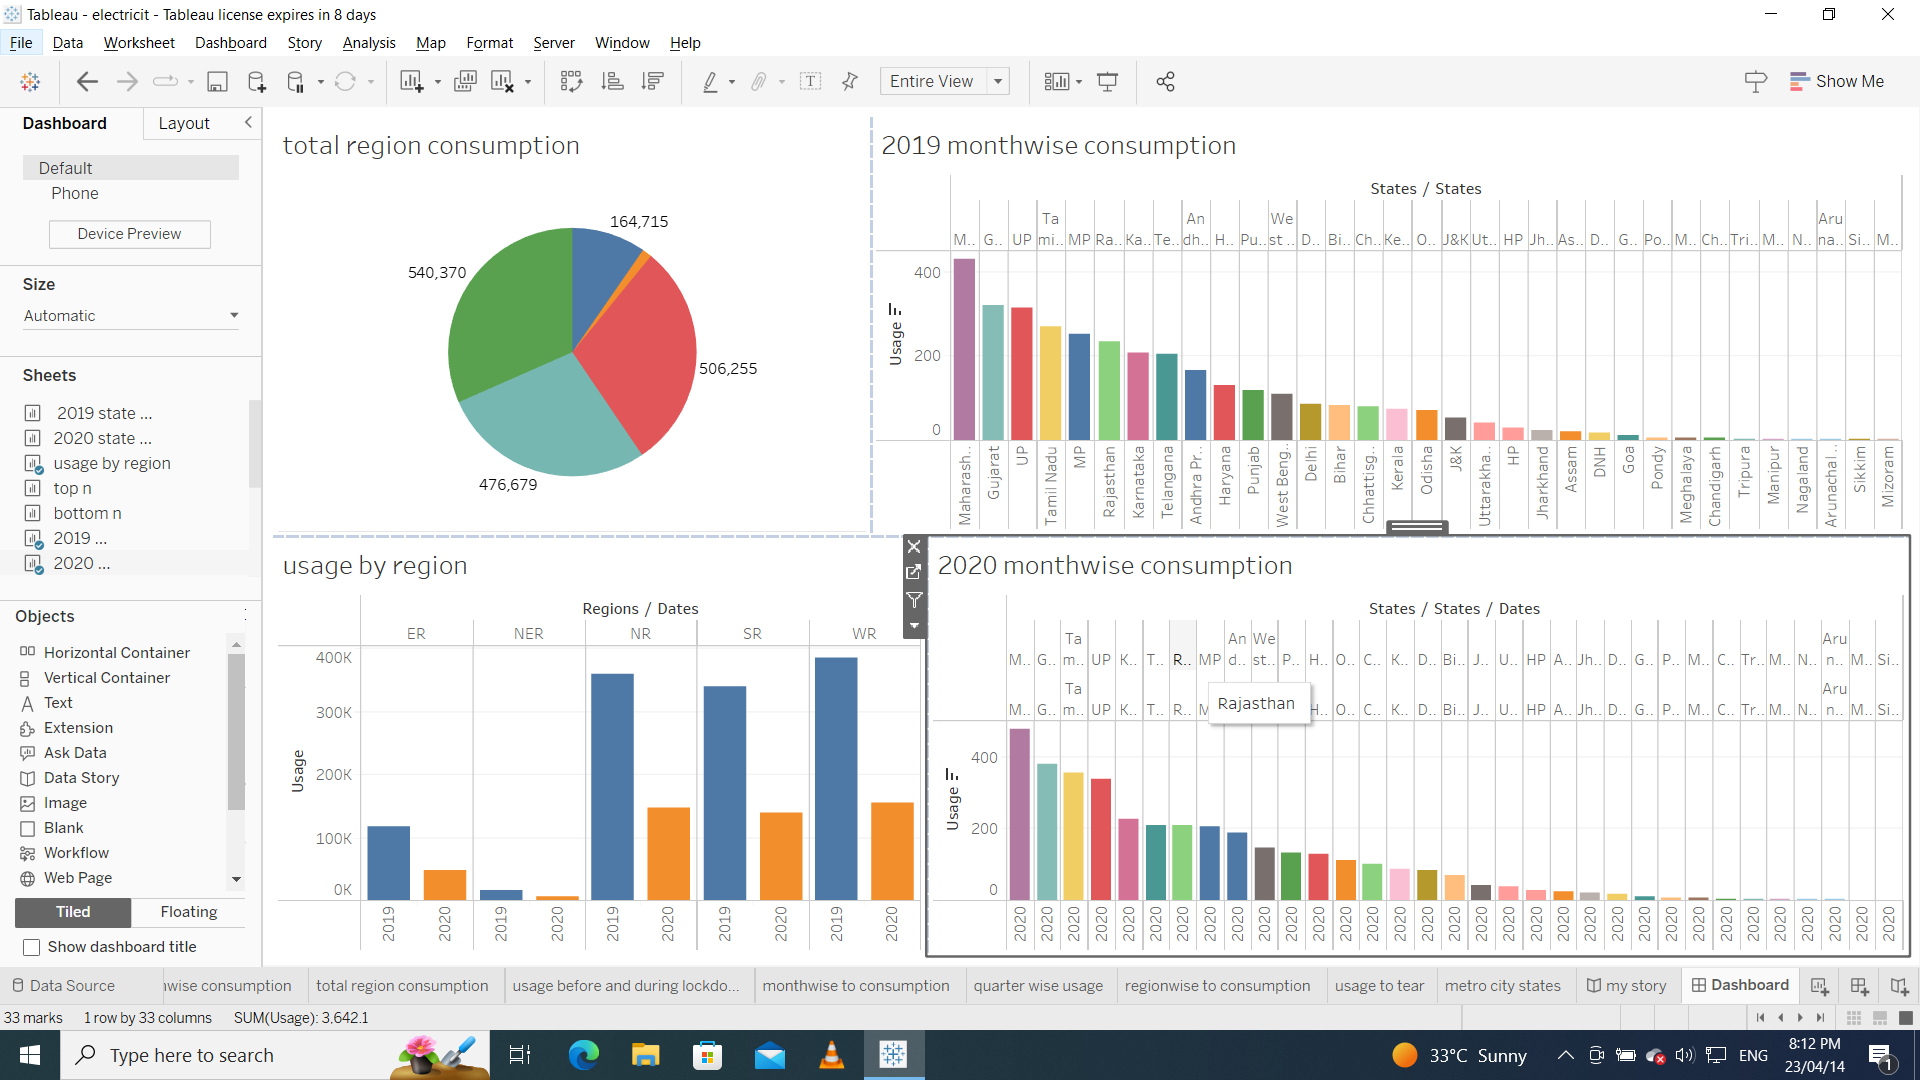 Tableau - electricit - Tableau license expires in 8 days
File Data Worksheet Dashboard Story Analysis Map Format Server Window Help
Entire View
Show Me
Dashboard Layout
Default
Phone
Device Preview
Size
Automatic
Sheets
2019 state ...
2020 state ...
usage by region
top n
bottom n
2019 ...
2020 ...
Objects
Horizontal Container
Vertical Container
Text
Extension
Ask Data
Data Story
Image
Blank
Workflow
Web Page
Tiled Floating
Show dashboard title
total region consumption
164,715
540,370
506,255
476,679
2019 monthwise consumption
States / States
M.. G.. UP Ta mi.. MP Ra.. Ka.. Te.. An dh.. H.. Pu.. We st .. D.. Bi.. Ch.. Ke.. O.. J&K Ut.. HP Jh.. As.. D.. G.. Po.. M.. Ch.. Tri.. M.. N.. Aru na.. Si.. M..
Usage
400
200
0
Maharash.. Gujarat UP Tamil Nadu MP Rajasthan Karnataka Telangana Andhra Pr.. Haryana Punjab West Beng.. Delhi Bihar Chhattisg.. Kerala Odisha J&K Uttarakha.. HP Jharkhand Assam DNH Goa Pondy Meghalaya Chandigarh Tripura Manipur Nagaland Arunachal .. Sikkim Mizoram
usage by region
Regions / Dates
ER NER NR SR WR
Usage
400K
300K
200K
100K
0K
2019 2020 2019 2020 2019 2020 2019 2020 2019 2020
2020 monthwise consumption
States / States / Dates
M.. G.. Ta m.. UP K.. T.. R.. MP An d.. We st.. P.. H.. O.. C.. K.. D.. Bi.. J.. U.. HP A.. Jh.. D.. G.. P.. M.. C.. Tr.. M.. N.. Aru n.. M.. Si..
Rajasthan
M.. G.. Ta m.. UP K.. T.. R.. H.. O.. C.. K.. D.. Bi.. J.. U.. HP A.. Jh.. D.. G.. P.. M.. C.. Tr.. M.. N.. Aru n.. M.. Si..
Usage
400
200
0
2020 2020 2020 2020 2020 2020 2020 2020 2020 2020 2020 2020 2020 2020 2020 2020 2020 2020 2020 2020 2020 2020 2020 2020 2020 2020 2020 2020 2020 2020 2020 2020 2020
Data Source wise consumption total region consumption usage before and during lockdo... monthwise to consumption quarter wise usage regionwise to consumption usage to tear metro city states my story Dashboard
33 marks 1 row by 33 columns SUM(Usage): 3,642.1
Type here to search
33°C Sunny
ENG
8:12 PM
23/04/14
1